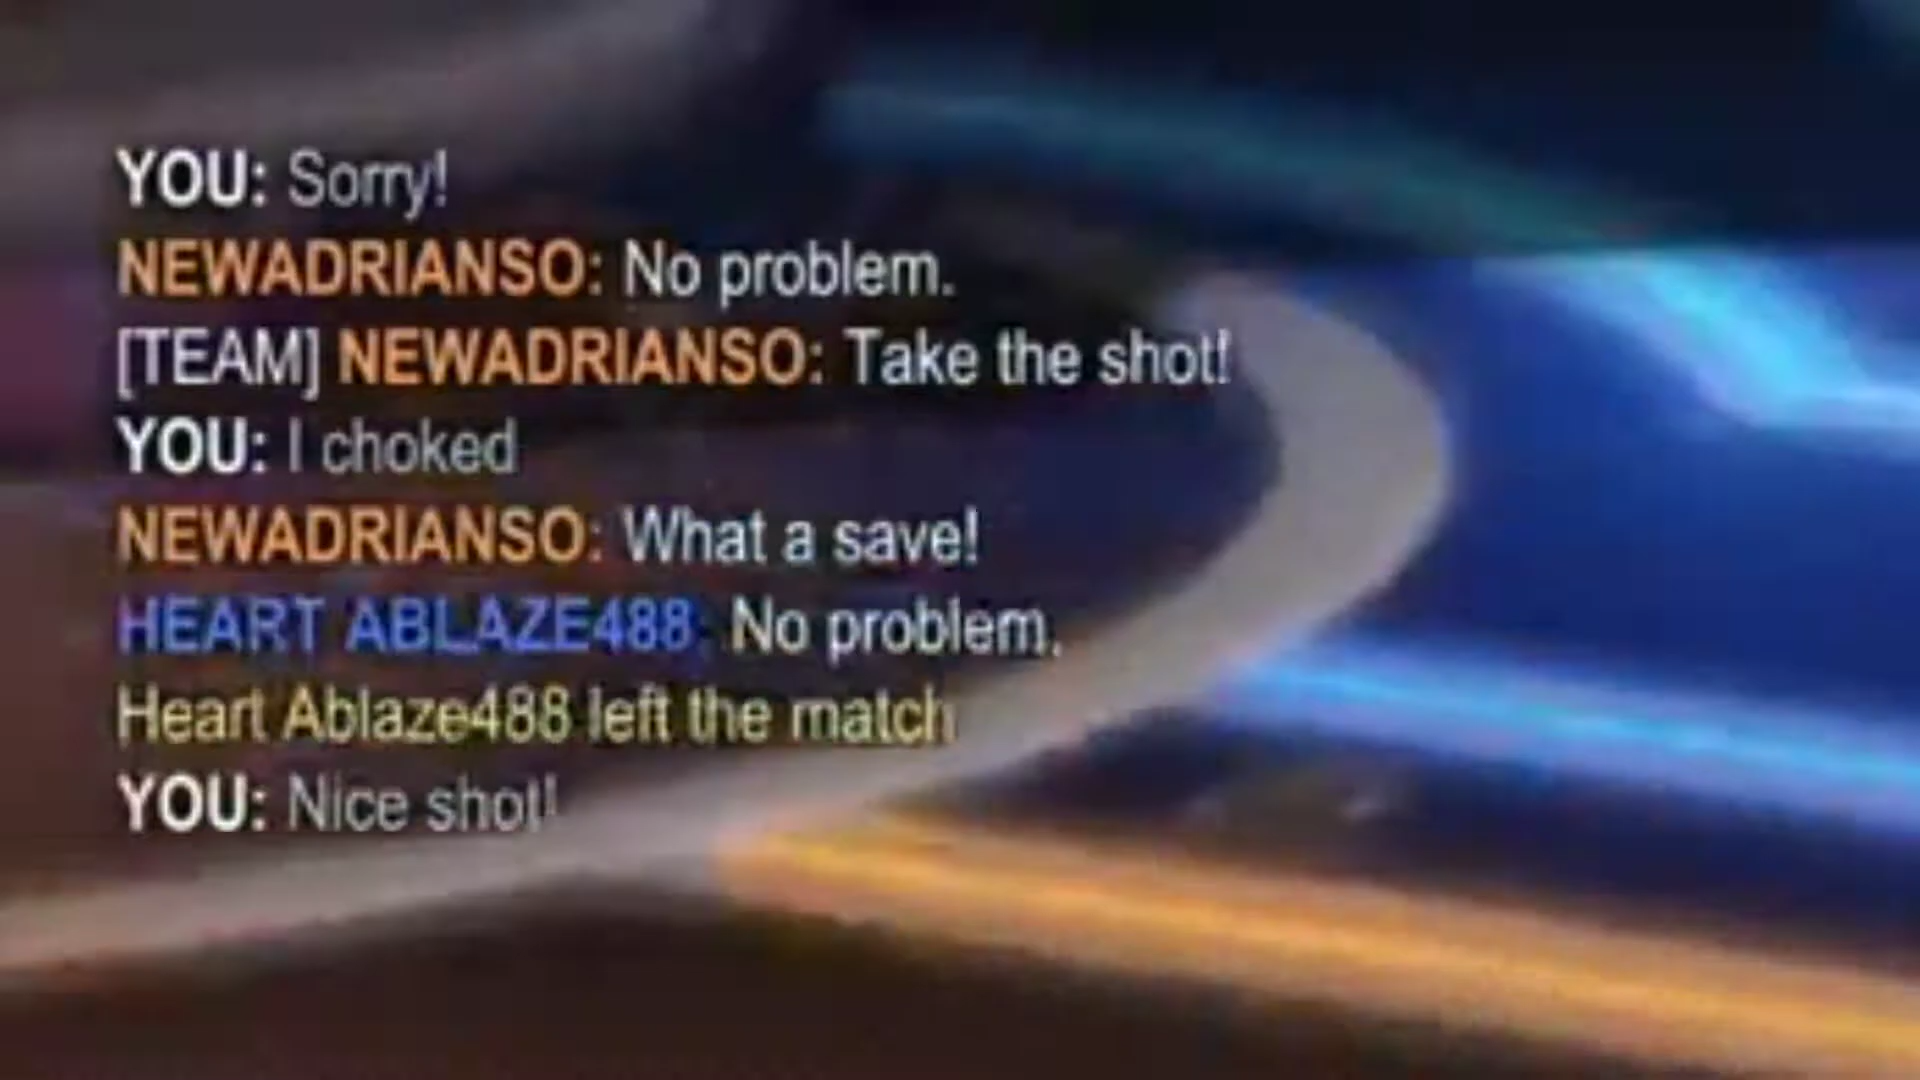 YOU: Sorry!
NEWADRIANSO: No problem.
[TEAM] NEWADRIANSO: Take the shot!
YOU: I choked
NEWADRIANSO: What a save!
HEART ABLAZE488: No problem.
Heart Ablaze488 left the match
YOU: Nice shot!